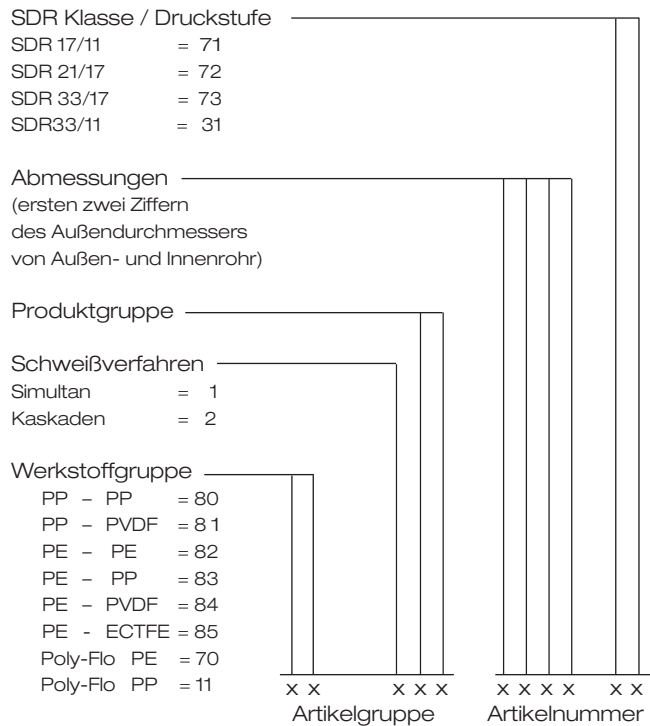 SDR Klasse / Druckstufe
SDR 17/11 = 71
SDR 21/17 = 72
SDR 33/17 = 73
SDR33/11 = 31
Abmessungen
(ersten zwei Ziffern
des Außendurchmessers
von Außen- und Innenrohr)
Produktgruppe
Schweißverfahren
Simultan = 1
Kaskaden = 2
Werkstoffgruppe
PP – PP = 80
PP – PVDF = 81
PE – PE = 82
PE – PP = 83
PE – PVDF = 84
PE - ECTFE = 85
Poly-Flo PE = 70
Poly-Flo PP = 11
x x x x x x x x x x x
Artikelgruppe Artikelnummer